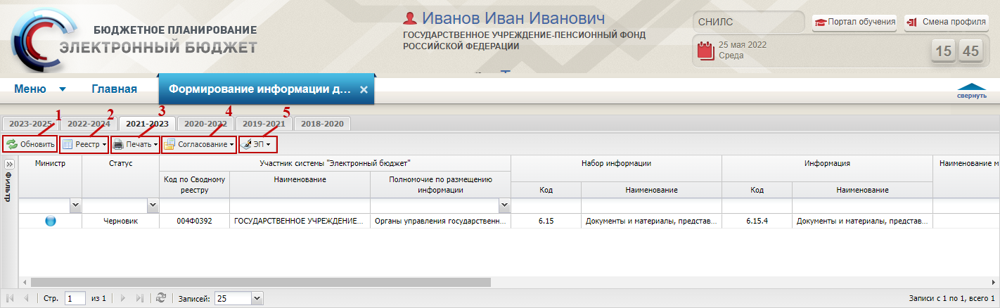 БЮДЖЕТНОЕ ПЛАНИРОВАНИЕ
ЭЛЕКТРОННЫЙ БЮДЖЕТ
Иванов Иван Иванович
ГОСУДАРСТВЕННОЕ УЧРЕЖДЕНИЕ-ПЕНСИОННЫЙ ФОНД
РОССИЙСКОЙ ФЕДЕРАЦИИ
СНИЛС
Портал обучения
Смена профиля
25 мая 2022
Среда
15 45
Меню
Главная
Формирование информации д...
свернуть
1 2 3 4 5
2023-2025 2022-2024 2021-2023 2020-2022 2019-2021 2018-2020
Обновить Реестр Печать Согласование ЭП
Фильтр
Министр Статус Участник системы "Электронный бюджет" Набор информации Информация Наименование м
Код по Сводному реестру Наименование Полномочие по размещению информации Код Наименование Код Наименование
Черновик 004Ф0392 ГОСУДАРСТВЕННОЕ УЧРЕЖДЕНИЕ... Органы управления государственн... 6.15 Документы и материалы, представ... 6.15.4 Документы и материалы, представ...
Стр. 1 из 1 Записей: 25 Записи с 1 по 1, всего 1